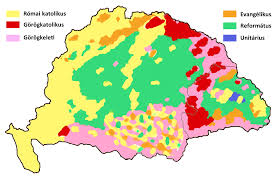 Római katolikus
Görögkatolikus
Görögkeleti
Evangélikus
Református
Unitárius